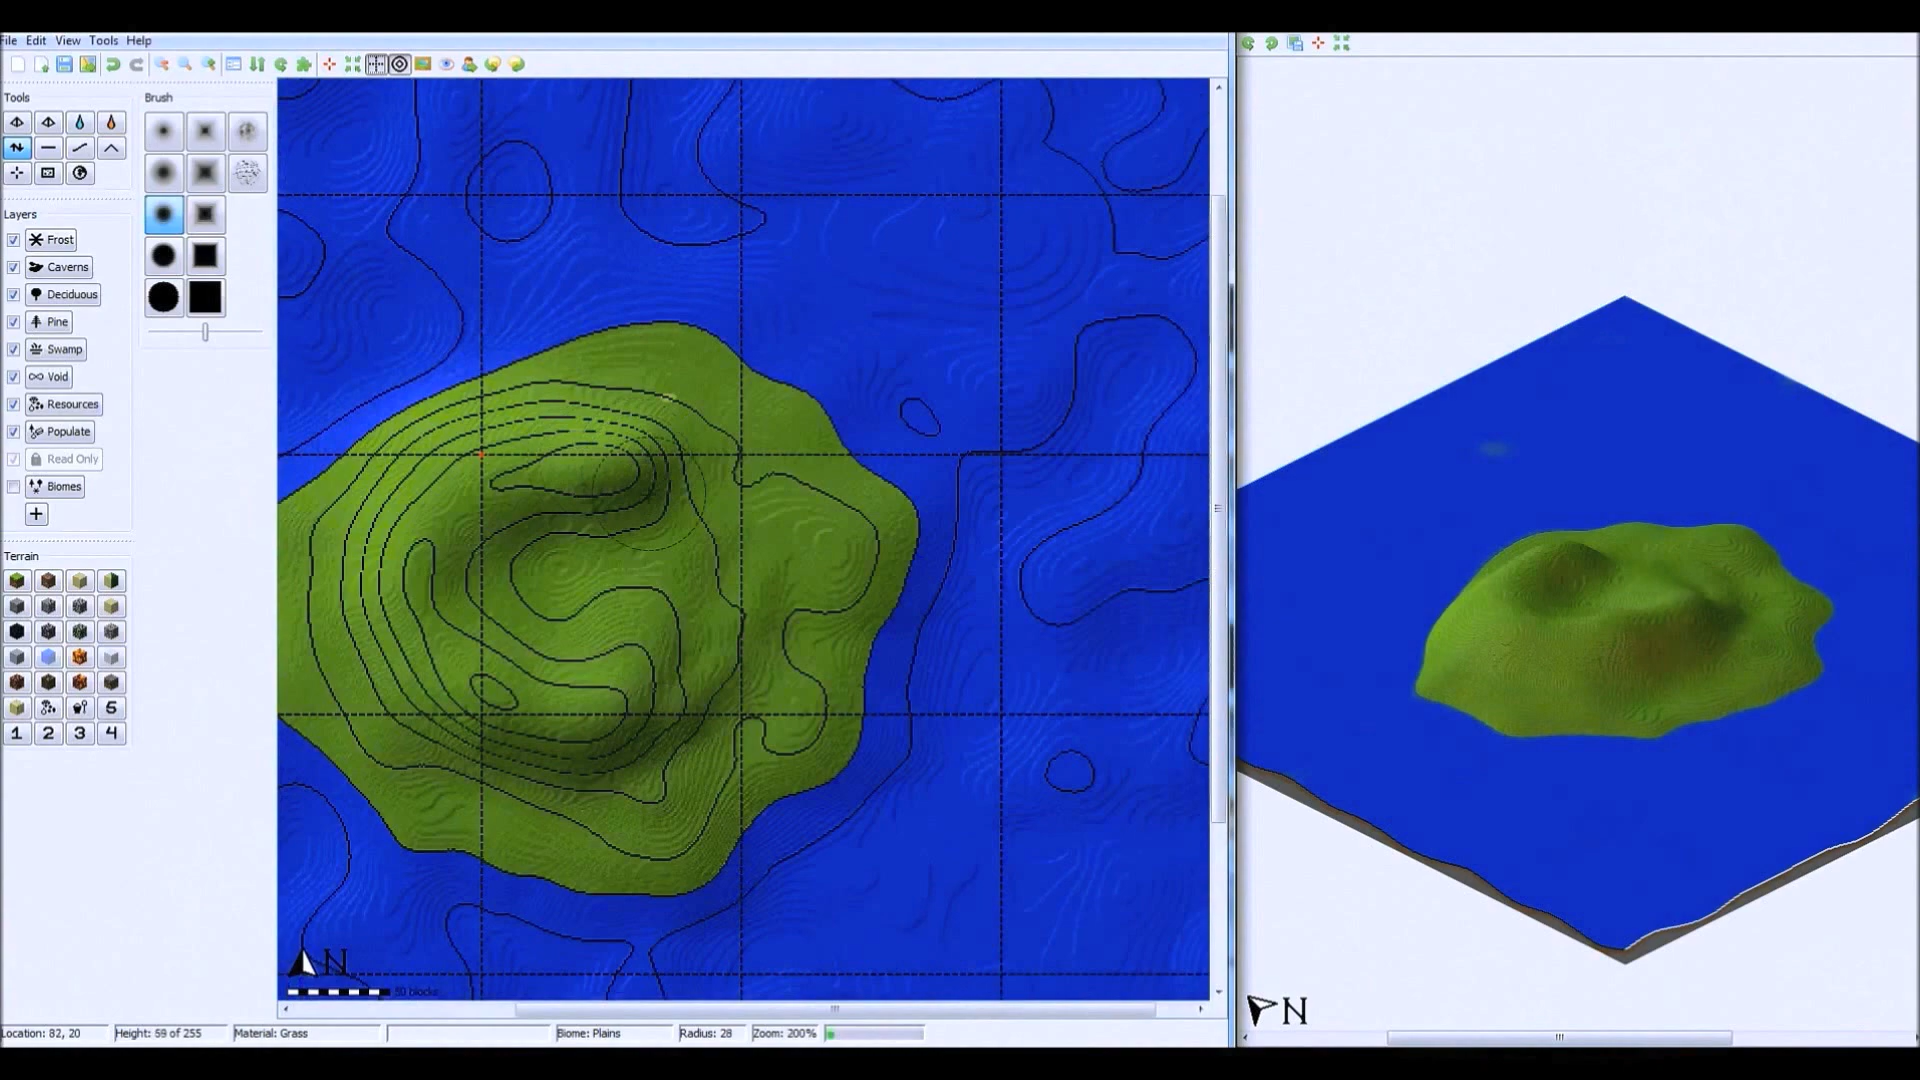 File Edit View Tools Help
Tools
Brush
Layers
Frost
Caverns
Deciduous
Pine
Swamp
Void
Resources
Populate
Read Only
Biomes
Terrain
5
1 2 3 4
N
50 blocks
N
Location: 82, 20 Height: 59 of 255 Material: Grass Biome: Plains Radius: 28 Zoom: 200%